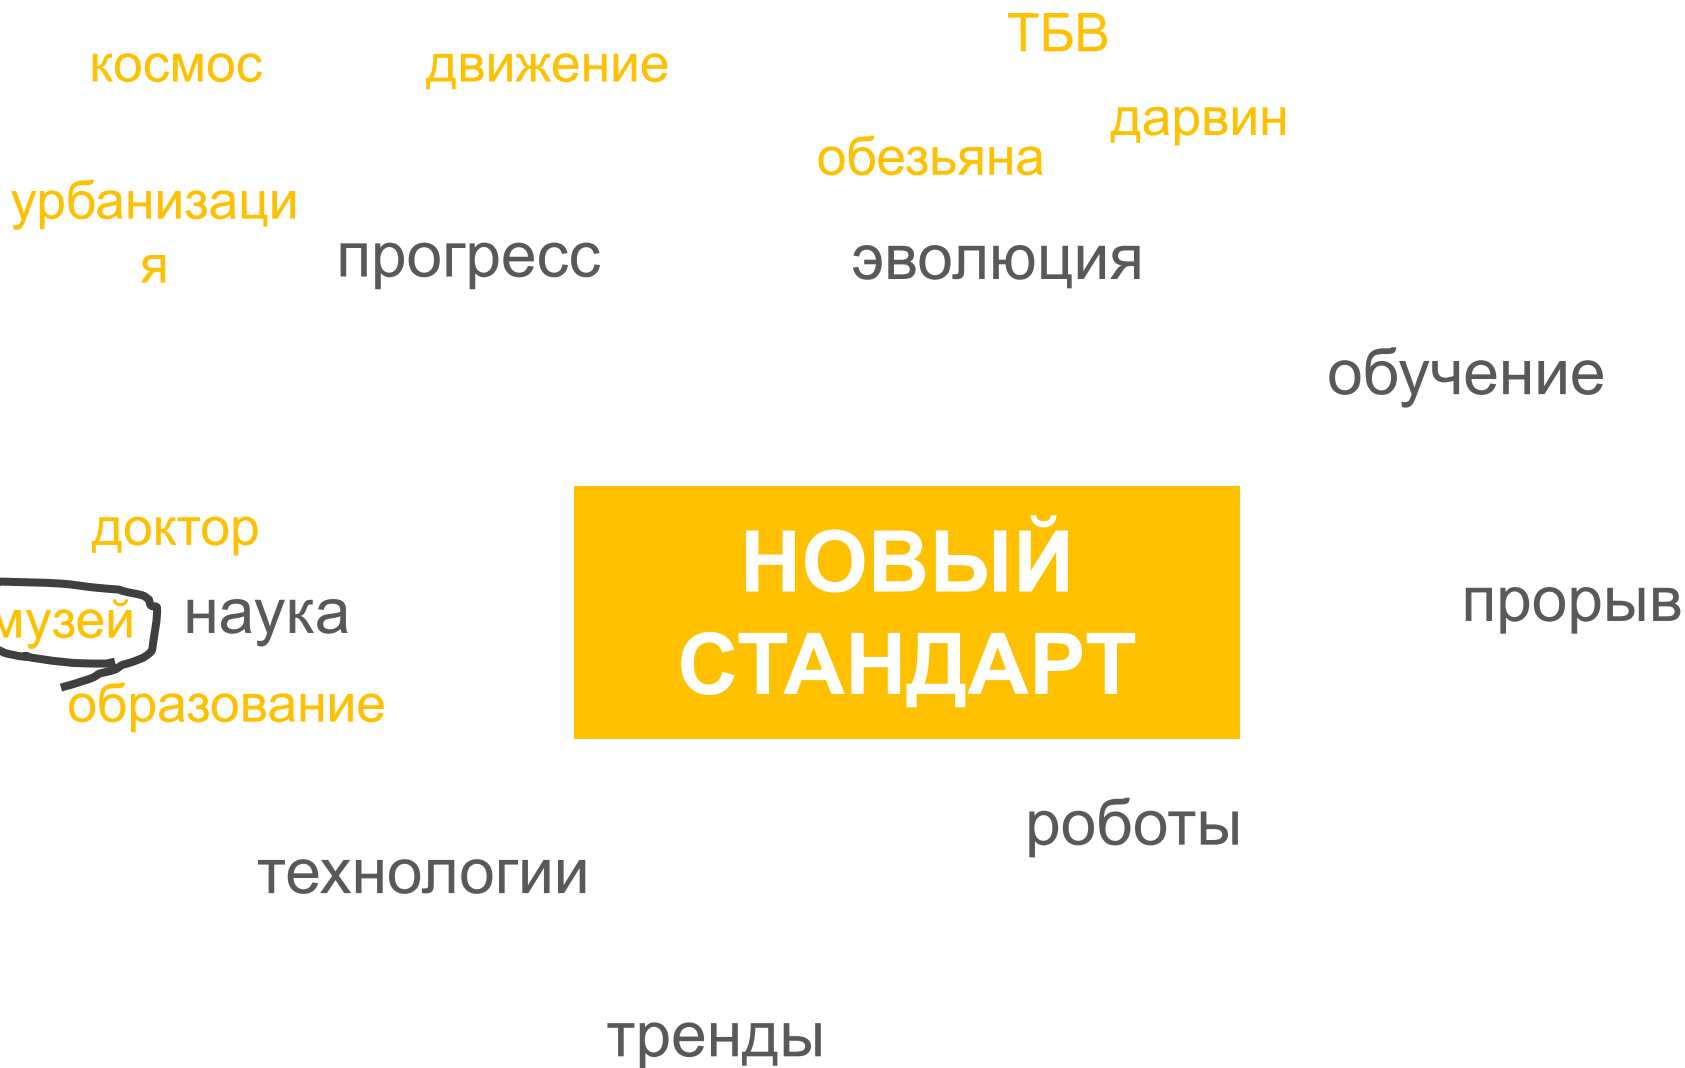 ТБВ
космос
движение
дарвин
обезьяна
урбанизаци
я
прогресс
эволюция
обучение
доктор
НОВЫЙ
СТАНДАРТ
музей
наука
прорыв
образование
роботы
технологии
тренды